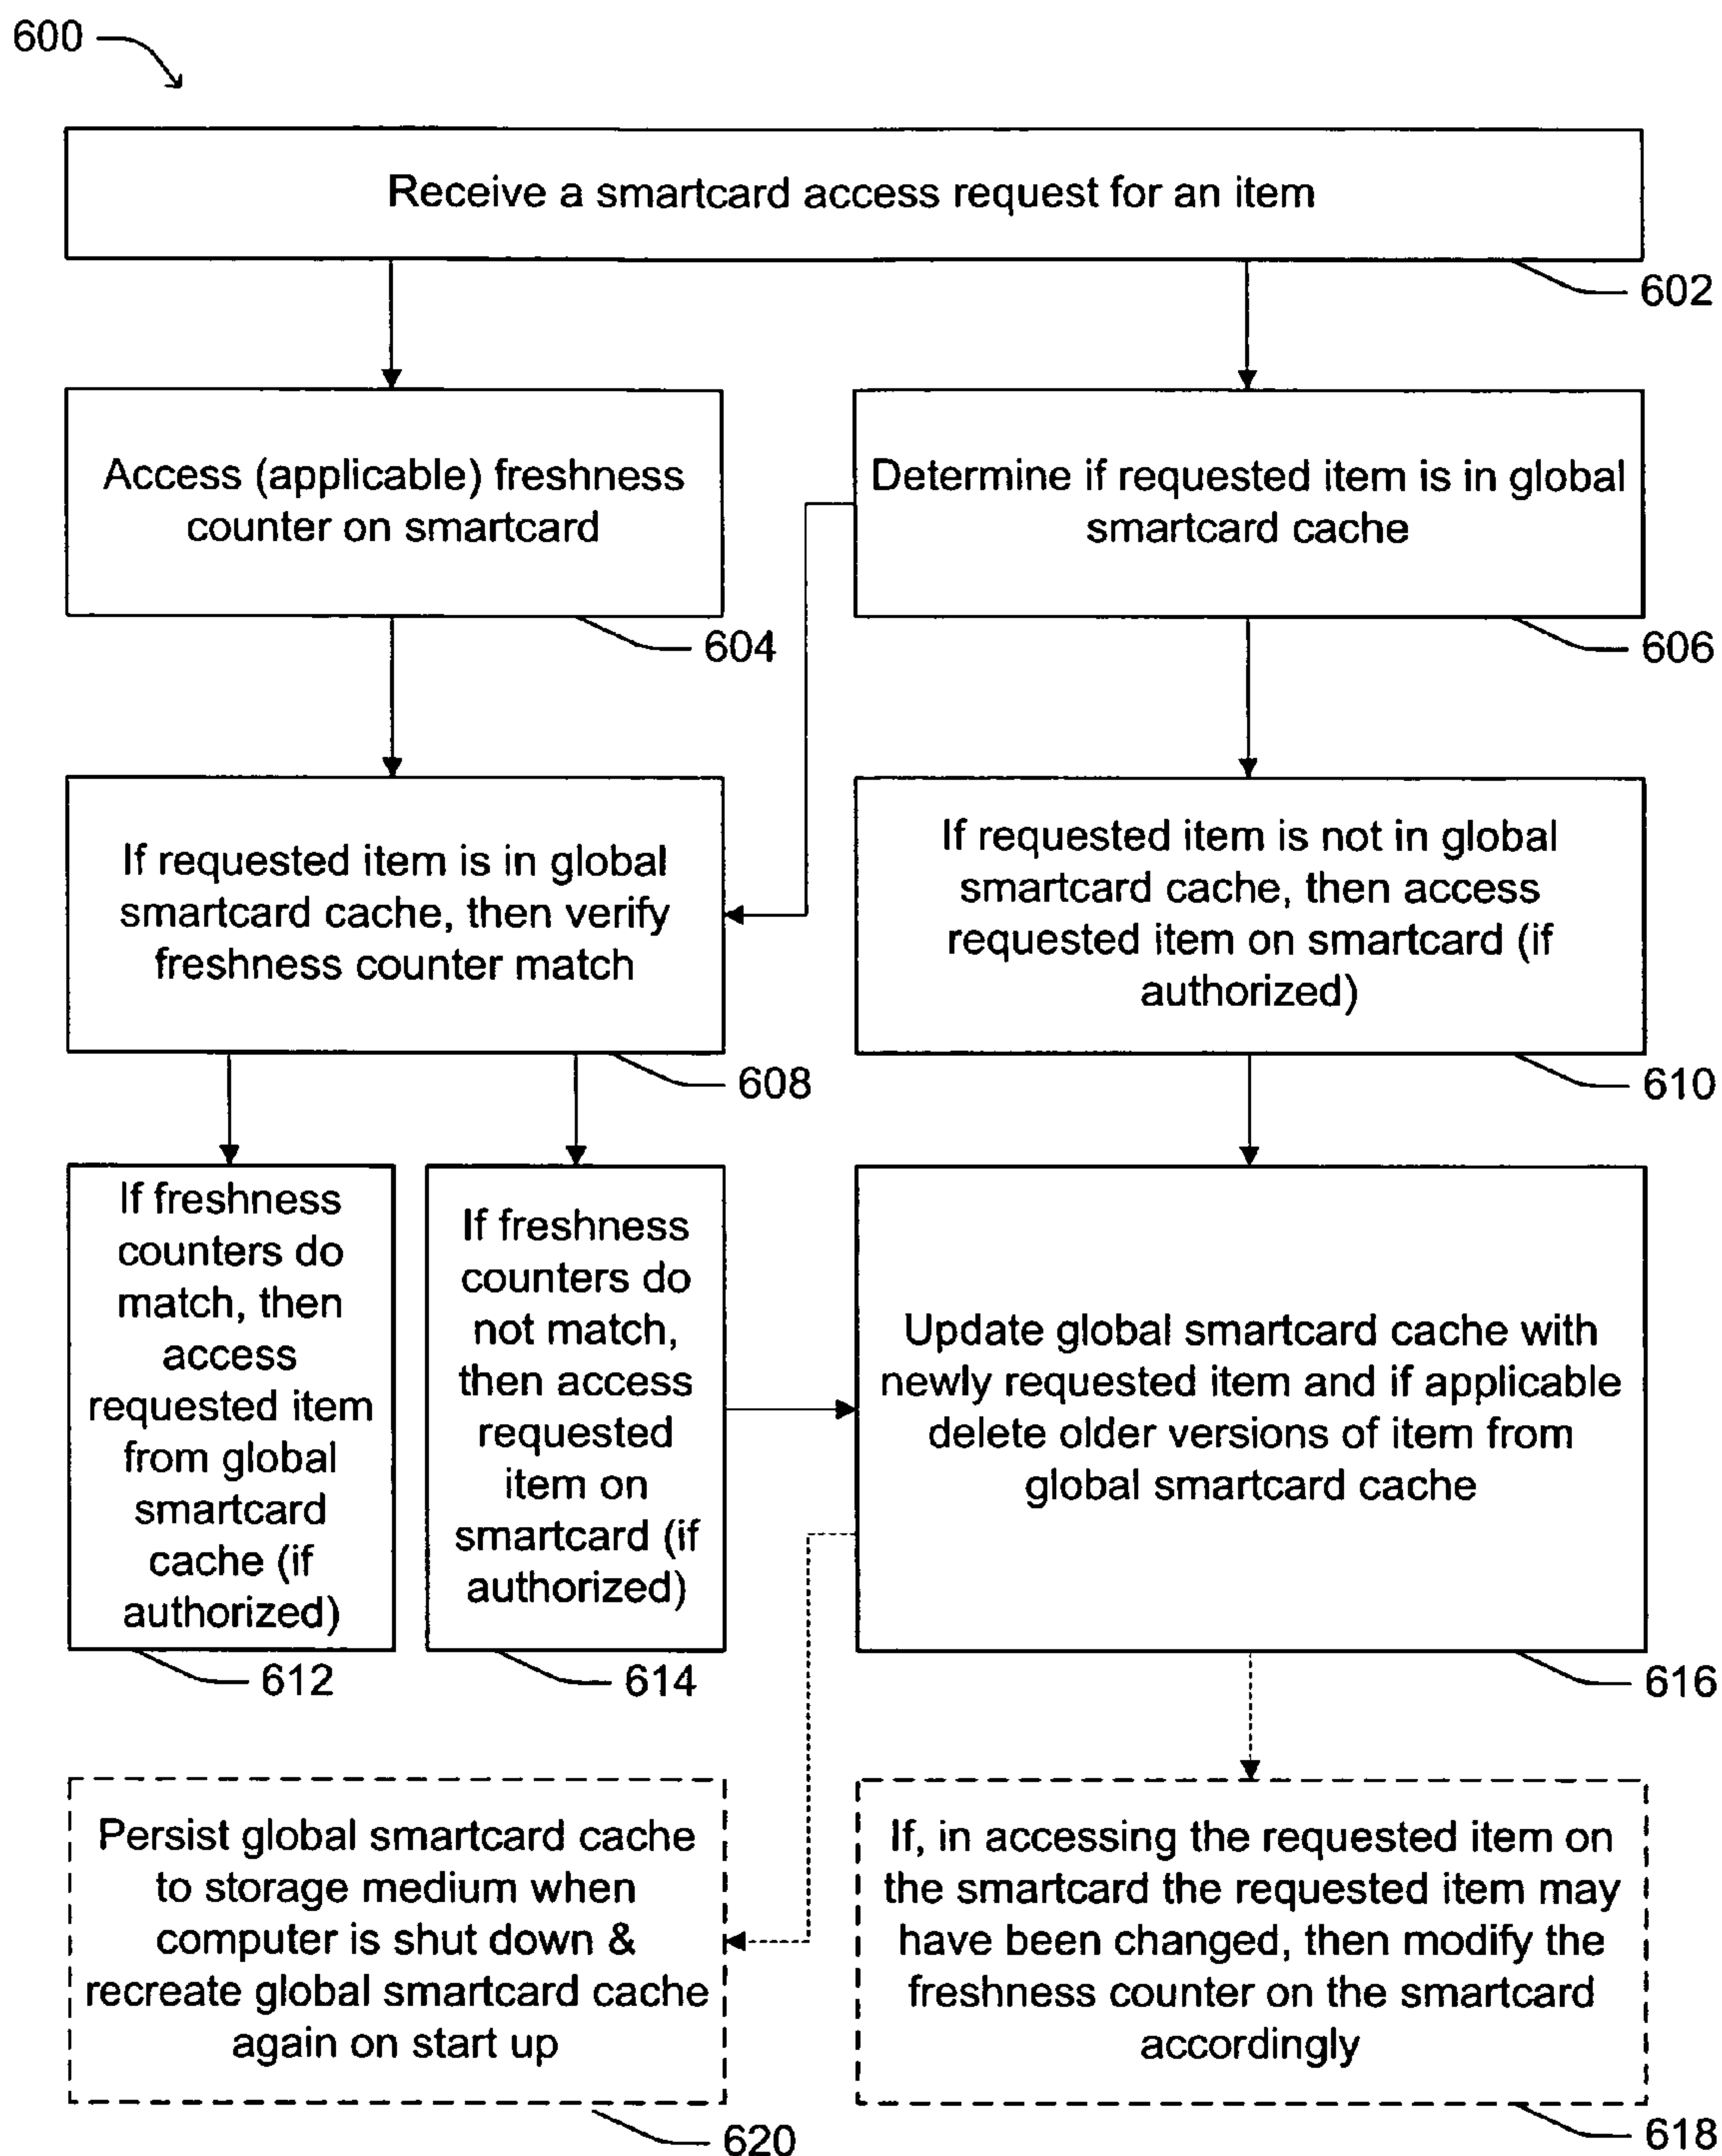 600
Receive a smartcard access request for an item
602
Access (applicable) freshness
counter on smartcard
604
Determine if requested item is in global
smartcard cache
606
If requested item is in global
smartcard cache, then verify
freshness counter match
608
If requested item is not in global
smartcard cache, then access
requested item on smartcard (if
authorized)
610
If freshness
counters do
match, then
access
requested item
from global
smartcard
cache (if
authorized)
612
If freshness
counters do
not match,
then access
requested
item on
smartcard (if
authorized)
614
Update global smartcard cache with
newly requested item and if applicable
delete older versions of item from
global smartcard cache
616
Persist global smartcard cache
to storage medium when
computer is shut down &
recreate global smartcard cache
again on start up
620
If, in accessing the requested item on
the smartcard the requested item may
have been changed, then modify the
freshness counter on the smartcard
accordingly
618